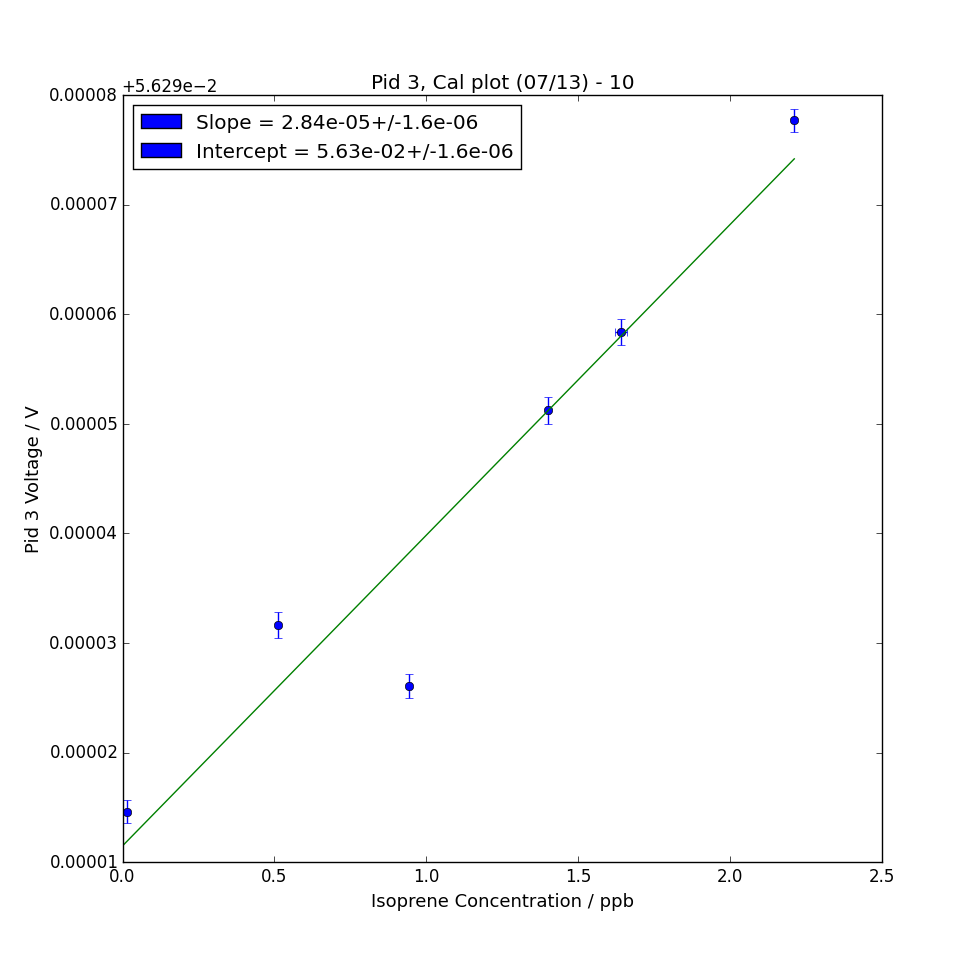 +5.629e−2
Pid 3, Cal plot (07/13) - 10
Slope = 2.84e-05+/-1.6e-06
Intercept = 5.63e-02+/-1.6e-06
0.00008
0.00007
0.00006
0.00005
0.00004
0.00003
0.00002
0.00001
Pid 3 Voltage / V
0.0 0.5 1.0 1.5 2.0 2.5
Isoprene Concentration / ppb